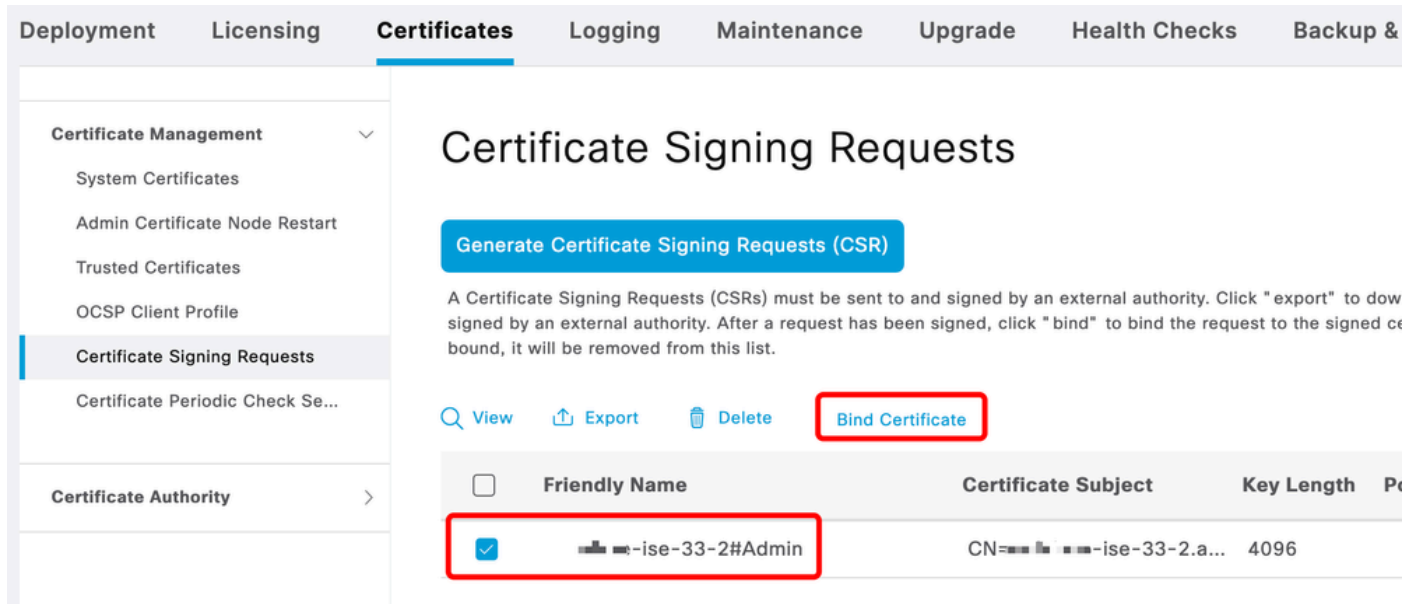 Deployment Licensing Certificates Logging Maintenance Upgrade Health Checks Backup &
Certificate Management
System Certificates
Admin Certificate Node Restart
Trusted Certificates
OCSP Client Profile
Certificate Signing Requests
Certificate Periodic Check Se...
Certificate Authority
Certificate Signing Requests
Generate Certificate Signing Requests (CSR)
A Certificate Signing Requests (CSRs) must be sent to and signed by an external authority. Click "export" to dow
signed by an external authority. After a request has been signed, click "bind" to bind the request to the signed ce
bound, it will be removed from this list.
View Export Delete Bind Certificate
Friendly Name Certificate Subject Key Length Po
-ise-33-2#Admin CN= -ise-33-2.a... 4096